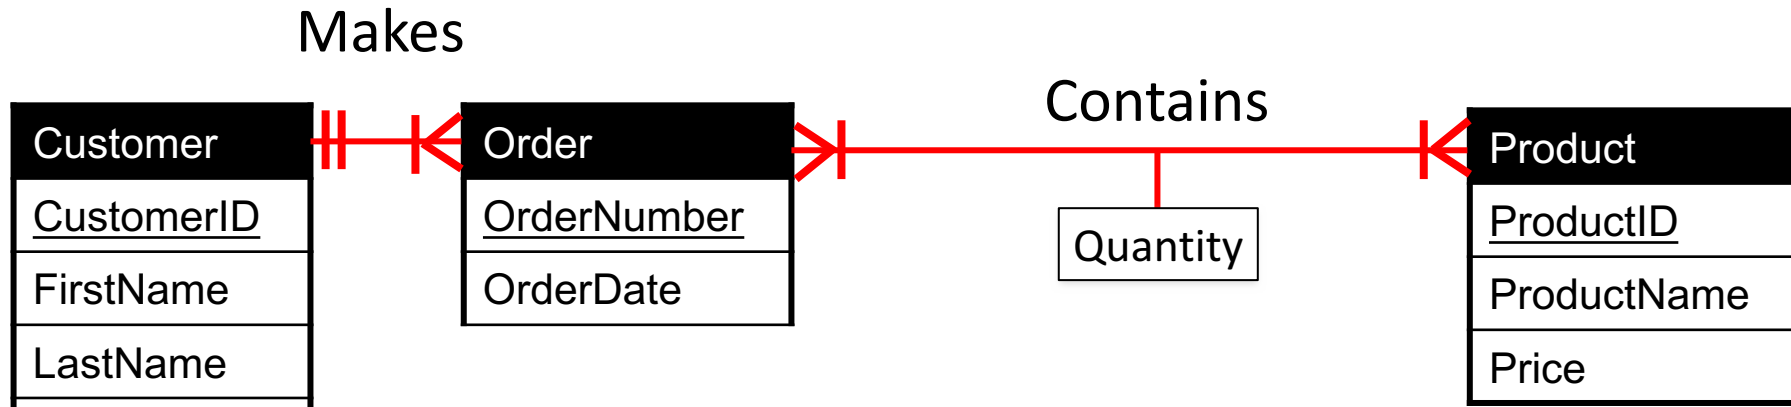 Makes
Contains
Customer
CustomerID
FirstName
LastName
Order
OrderNumber
OrderDate
Quantity
Product
ProductID
ProductName
Price